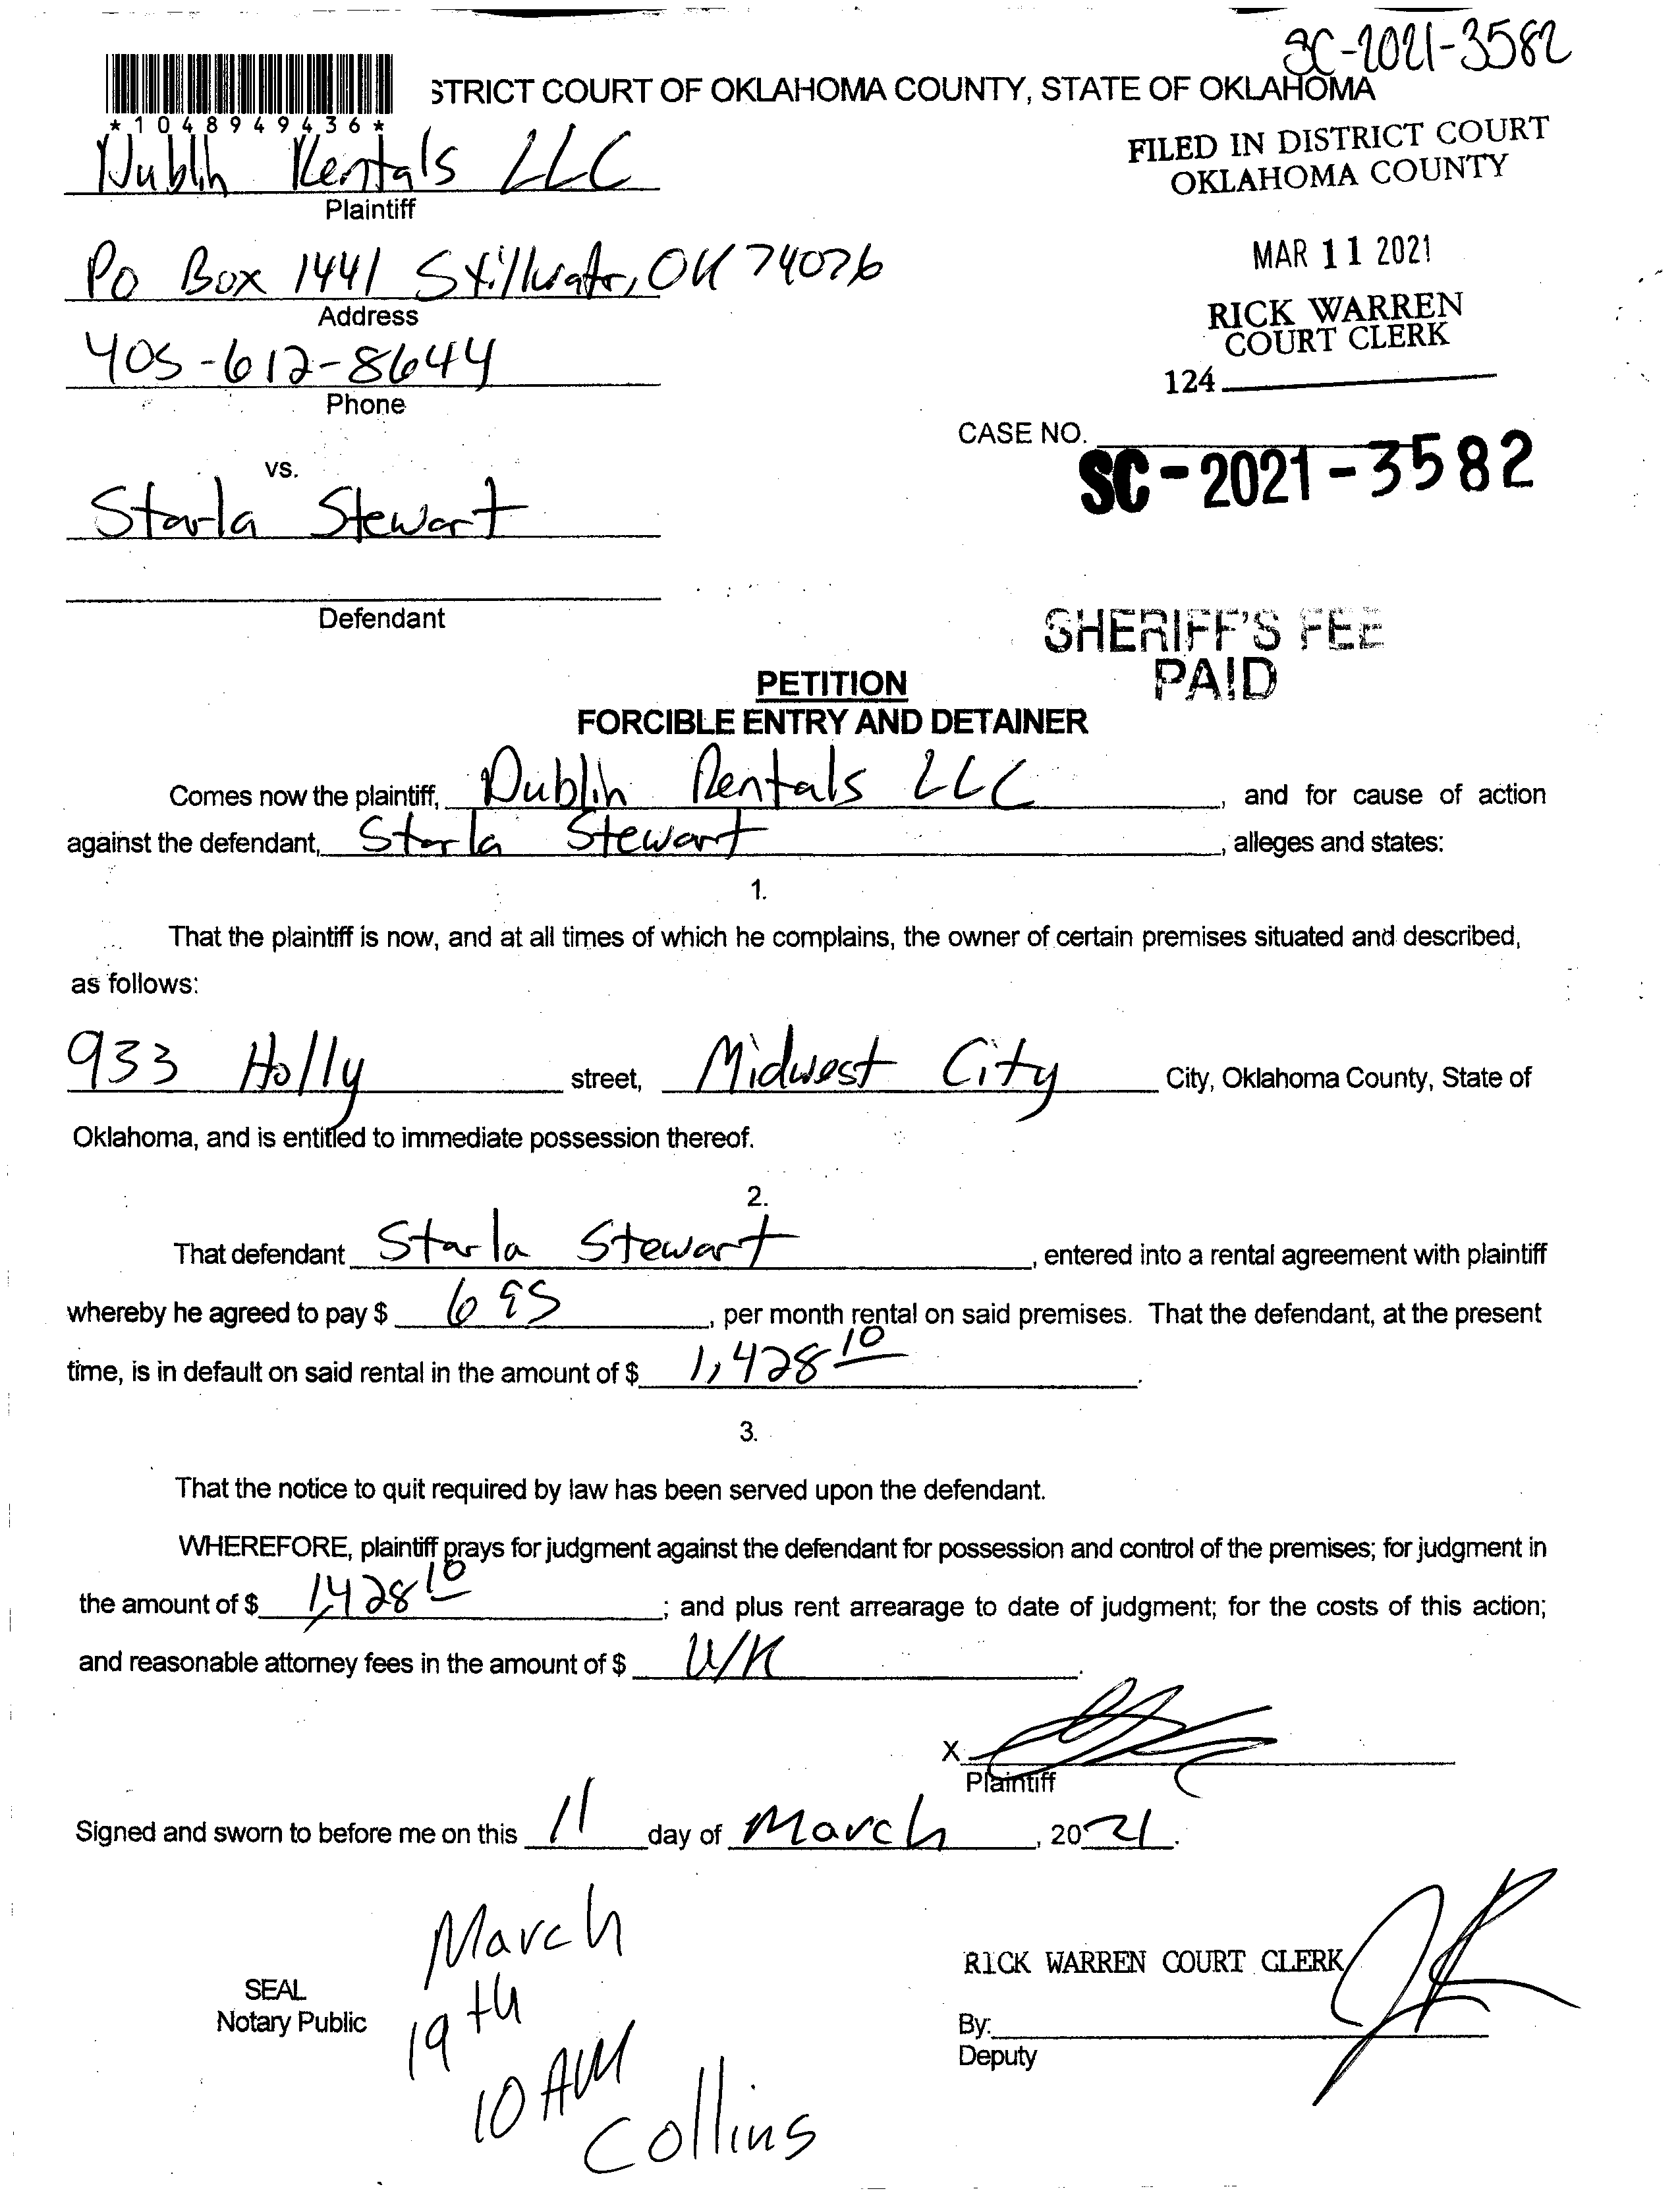 SC-2021-3582
STRICT COURT OF OKLAHOMA COUNTY, STATE OF OKLAHOMA
*1048949436*
Dublin Rentals LLC
Plaintiff
FILED IN DISTRICT COURT
OKLAHOMA COUNTY
PO Box 1441 Stillwatr, OK 74076
Address
MAR 11 2021
RICK WARREN
COURT CLERK
405-612-8644
Phone
124
CASE NO.
SC-2021-3582
vs.
Starla Stewart
Defendant
SHERIFF'S FEE
PAID
PETITION
FORCIBLE ENTRY AND DETAINER
Comes now the plaintiff, Dublin Rentals LLC, and for cause of action
against the defendant, Starla Stewart, alleges and states:
1.
That the plaintiff is now, and at all times of which he complains, the owner of certain premises situated and described,
as follows:
933 Holly street, Midwest City City, Oklahoma County, State of
Oklahoma, and is entitled to immediate possession thereof.
2.
That defendant Starla Stewart, entered into a rental agreement with plaintiff
whereby he agreed to pay $ 695, per month rental on said premises. That the defendant, at the present
time, is in default on said rental in the amount of $ 1,428 10.
3.
That the notice to quit required by law has been served upon the defendant.
WHEREFORE, plaintiff prays for judgment against the defendant for possession and control of the premises; for judgment in
the amount of $ 1,428 10; and plus rent arrearage to date of judgment; for the costs of this action;
and reasonable attorney fees in the amount of $ U/K.
X
Plaintiff
Signed and sworn to before me on this 11 day of March, 2021.
March
19th
10 AM
Collins
SEAL
Notary Public
RICK WARREN COURT CLERK
By:
Deputy